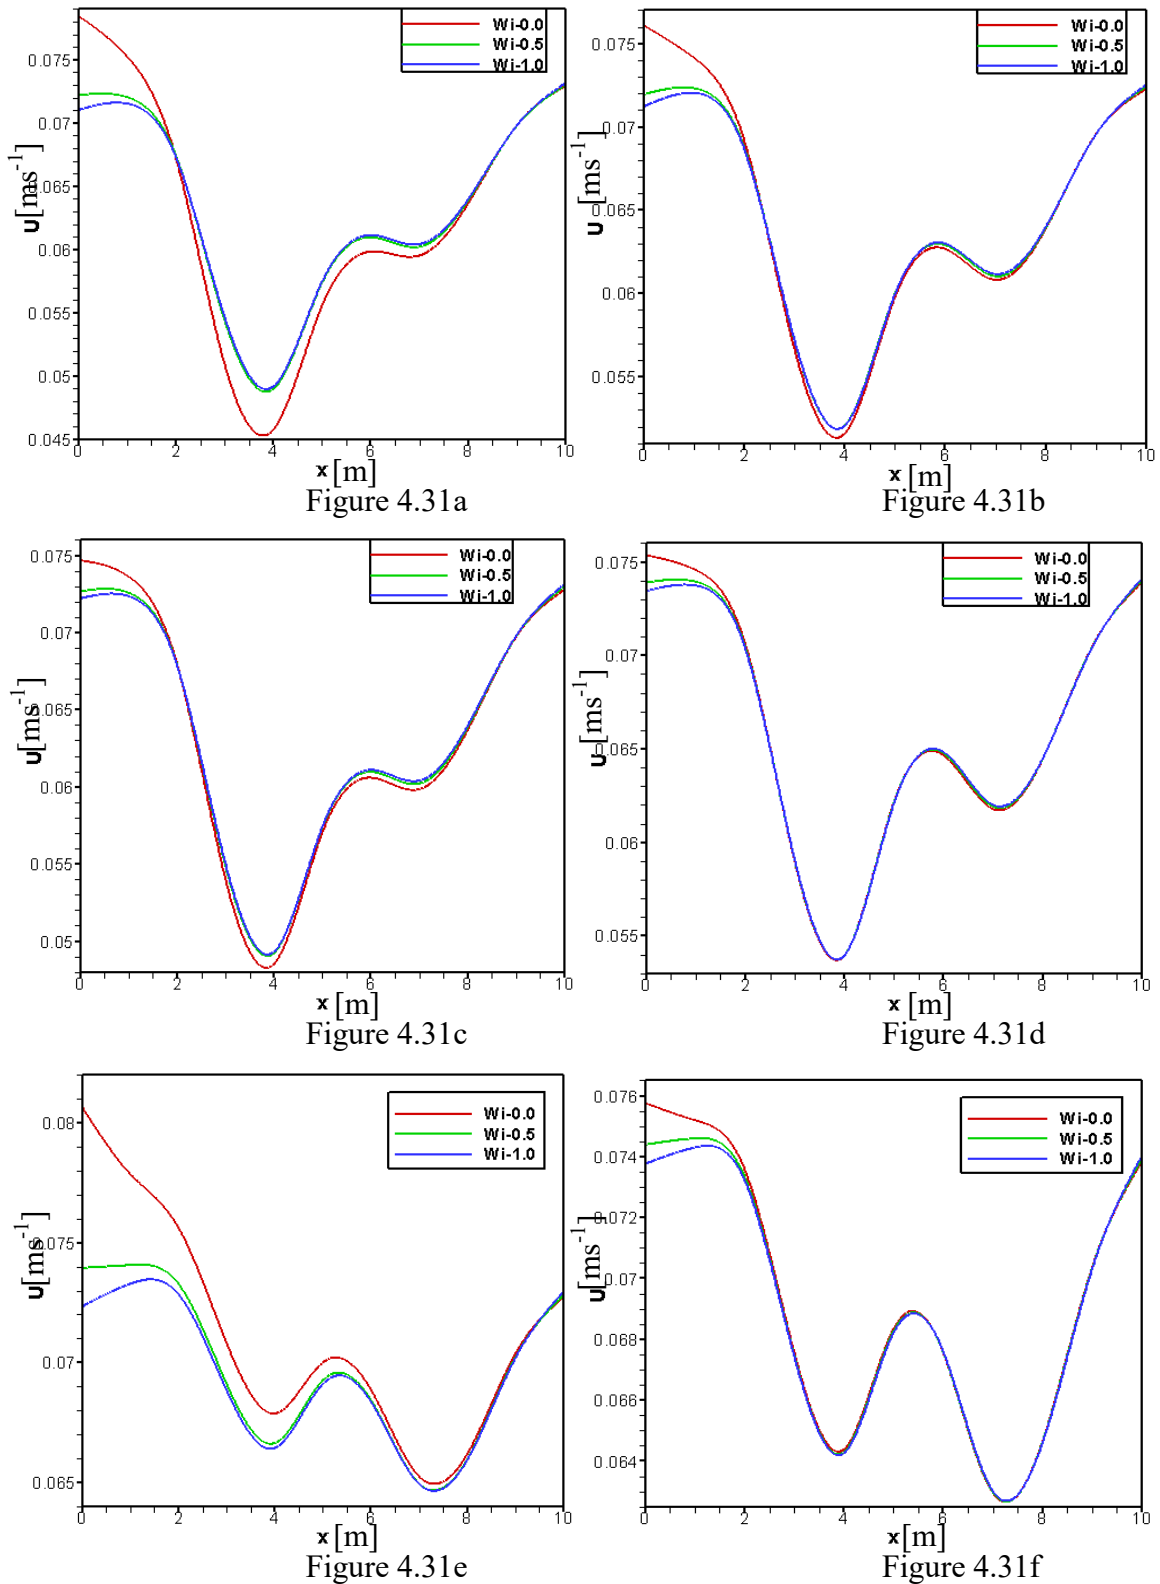 Wi-0.0
Wi-0.5
Wi-1.0
0.075
0.07
0.065
0.06
0.055
0.05
0.045
U[ms-1]
0 2 4 6 8 10
x [m]
Figure 4.31a
Wi-0.0
Wi-0.5
Wi-1.0
0.075
0.07
0.065
0.06
0.055
U [ms-1]
0 2 4 6 8 10
x [m]
Figure 4.31b
Wi-0.0
Wi-0.5
Wi-1.0
0.075
0.07
0.065
0.06
0.055
0.05
U[ms-1]
0 2 4 6 8 10
x [m]
Figure 4.31c
Wi-0.0
Wi-0.5
Wi-1.0
0.075
0.07
0.065
0.06
0.055
U [ms-1]
0 2 4 6 8 10
x [m]
Figure 4.31d
Wi-0.0
Wi-0.5
Wi-1.0
0.08
0.075
0.07
0.065
U[ms-1]
0 2 4 6 8 10
x [m]
Figure 4.31e
Wi-0.0
Wi-0.5
Wi-1.0
0.076
0.074
0.072
0.07
0.068
0.066
0.064
U[ms-1]
0 2 4 6 8 10
x [m]
Figure 4.31f